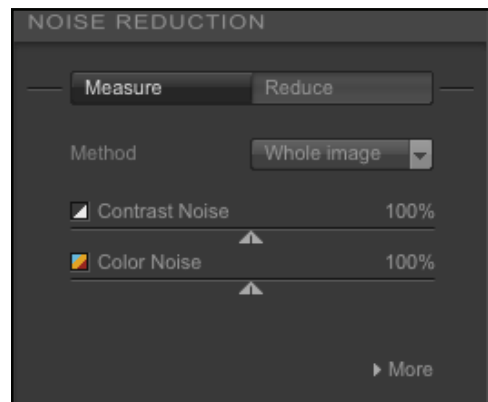 NOISE REDUCTION
Measure Reduce
Method Whole image
Contrast Noise 100%
Color Noise 100%
More